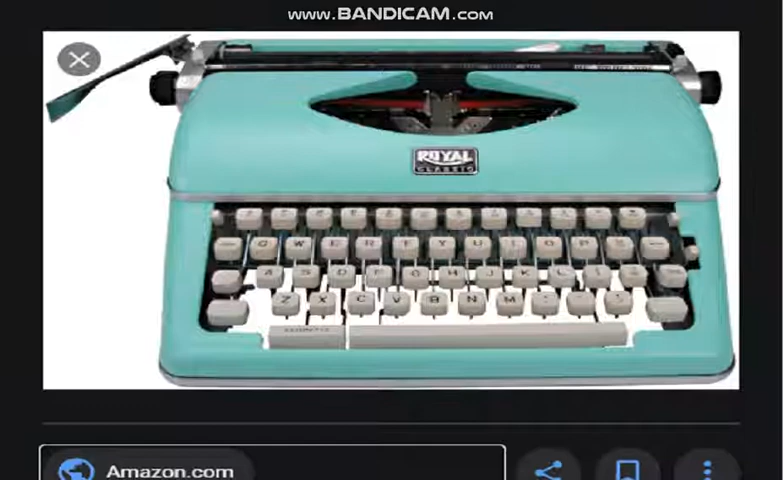 www.BANDICAM.com
ROYAL
CLASSIC
Q W E R T Y U I O P
A S D F G H J K L
Z X C V B N M
Amazon.com